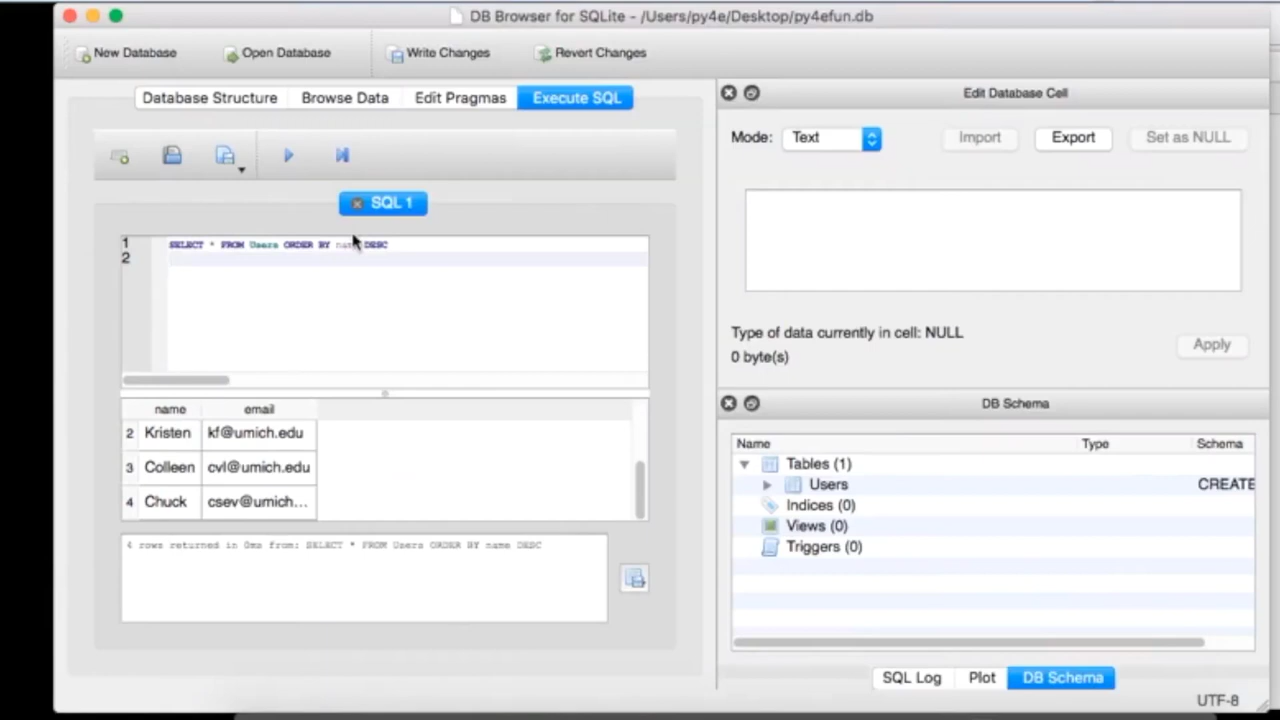 DB Browser for SQLite - /Users/py4e/Desktop/py4efun.db
New Database Open Database Write Changes Revert Changes
Database Structure Browse Data Edit Pragmas Execute SQL
SQL 1
1 SELECT * FROM Users ORDER BY name DESC
2
name email
2 Kristen kf@umich.edu
3 Colleen cvl@umich.edu
4 Chuck csev@umich...
4 rows returned in 0ms from: SELECT * FROM Users ORDER BY name DESC
Edit Database Cell
Mode: Text Import Export Set as NULL
Type of data currently in cell: NULL
0 byte(s)
Apply
DB Schema
Name Type Schema
Tables (1)
Users CREATE
Indices (0)
Views (0)
Triggers (0)
SQL Log Plot DB Schema
UTF-8